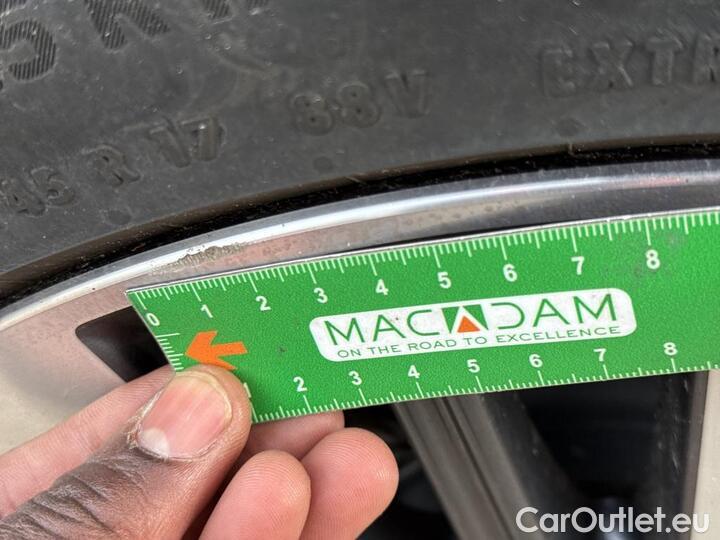 45 R 17 88V EXTR
0 1 2 3 4 5 6 7 8
MACADAM
ON THE ROAD TO EXCELLENCE
1 2 3 4 5 6 7 8
CarOutlet.eu